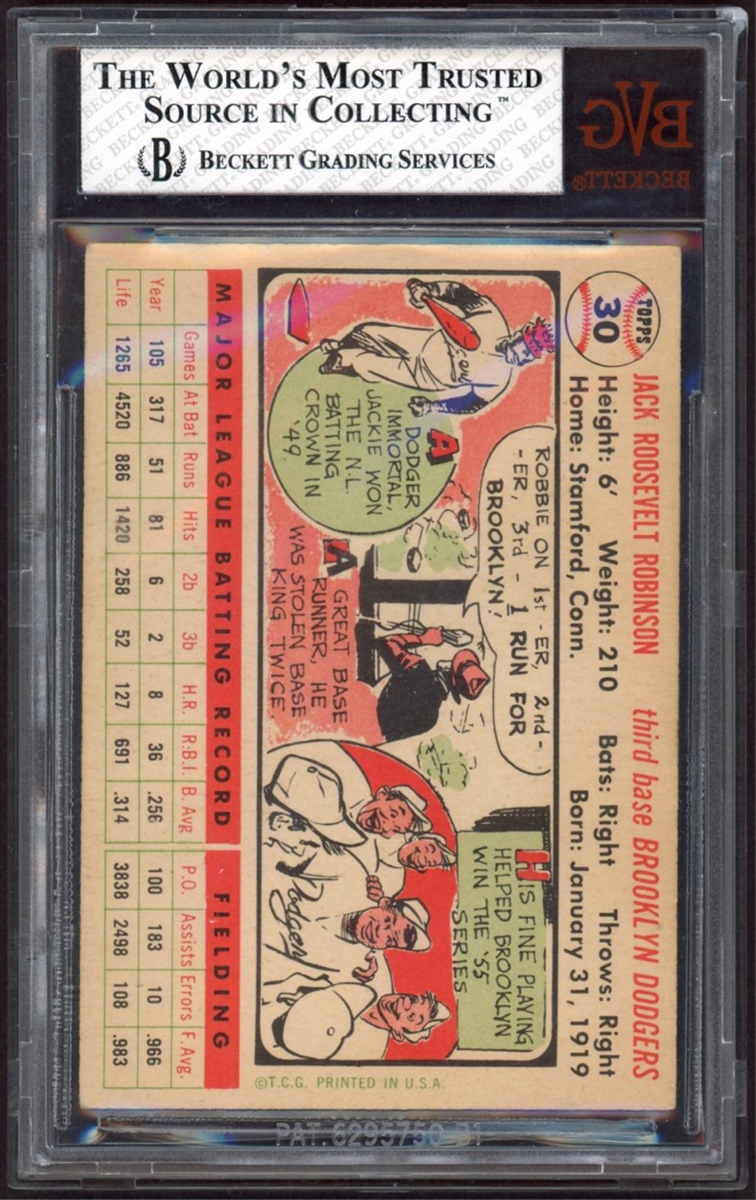 THE WORLD'S MOST TRUSTED
SOURCE IN COLLECTING™
B BECKETT GRADING SERVICES
BVG
BECKETT®
TOPPS
30
JACK ROOSEVELT ROBINSON third base BROOKLYN DODGERS
Height: 6' Weight: 210 Bats: Right Throws: Right
Home: Stamford, Conn. Born: January 31, 1919
A
DODGER
IMMORTAL,
JACKIE WON
THE N.L.
BATTING
CROWN IN
'49.
ROBBIE ON 1st-ER, 2nd-
-ER, 3rd - 1 RUN FOR
BROOKLYN!
A GREAT BASE
RUNNER, HE
WAS STOLEN BASE
KING TWICE.
HIS FINE PLAYING
HELPED BROOKLYN
WIN THE '55
SERIES
Dodgers
MAJOR LEAGUE BATTING RECORD FIELDING
Games At Bat Runs Hits 2b 3b H.R. R.B.I. B. Avg P.O. Assists Errors F. Avg.
Year 105 317 51 81 6 2 8 36 .256 100 183 10 .966
Life 1265 4520 886 1420 258 52 127 691 .314 3838 2498 108 .983
©T.C.G. PRINTED IN U.S.A.
PAT. 6295750 B1